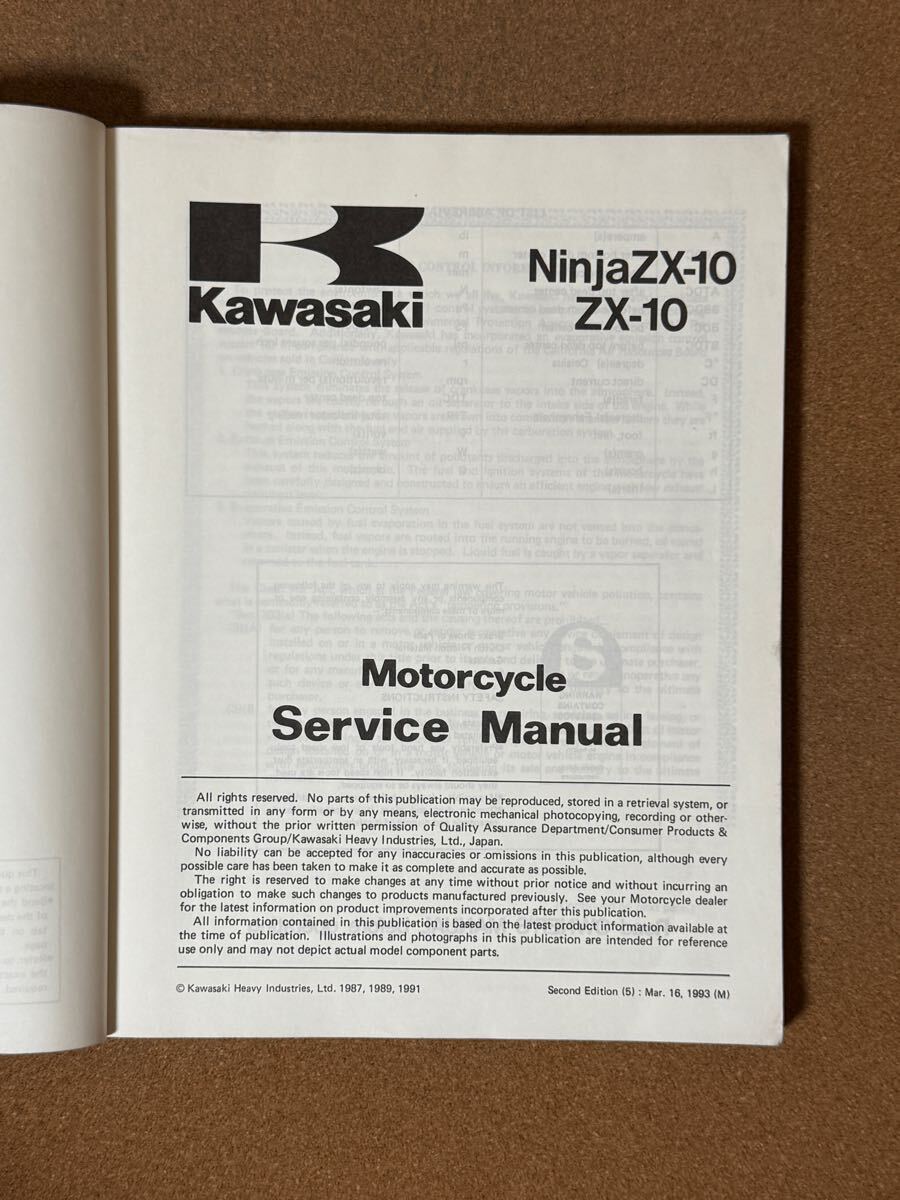 Kawasaki
NinjaZX-10
ZX-10
Motorcycle
Service Manual
All rights reserved. No parts of this publication may be reproduced, stored in a retrieval system, or
transmitted in any form or by any means, electronic mechanical photocopying, recording or other-
wise, without the prior written permission of Quality Assurance Department/Consumer Products &
Components Group/Kawasaki Heavy Industries, Ltd., Japan.
No liability can be accepted for any inaccuracies or omissions in this publication, although every
possible care has been taken to make it as complete and accurate as possible.
The right is reserved to make changes at any time without prior notice and without incurring an
obligation to make such changes to products manufactured previously. See your Motorcycle dealer
for the latest information on product improvements incorporated after this publication.
All information contained in this publication is based on the latest product information available at
the time of publication. Illustrations and photographs in this publication are intended for reference
use only and may not depict actual model component parts.
© Kawasaki Heavy Industries, Ltd. 1987, 1989, 1991
Second Edition (5) : Mar. 16, 1993 (M)